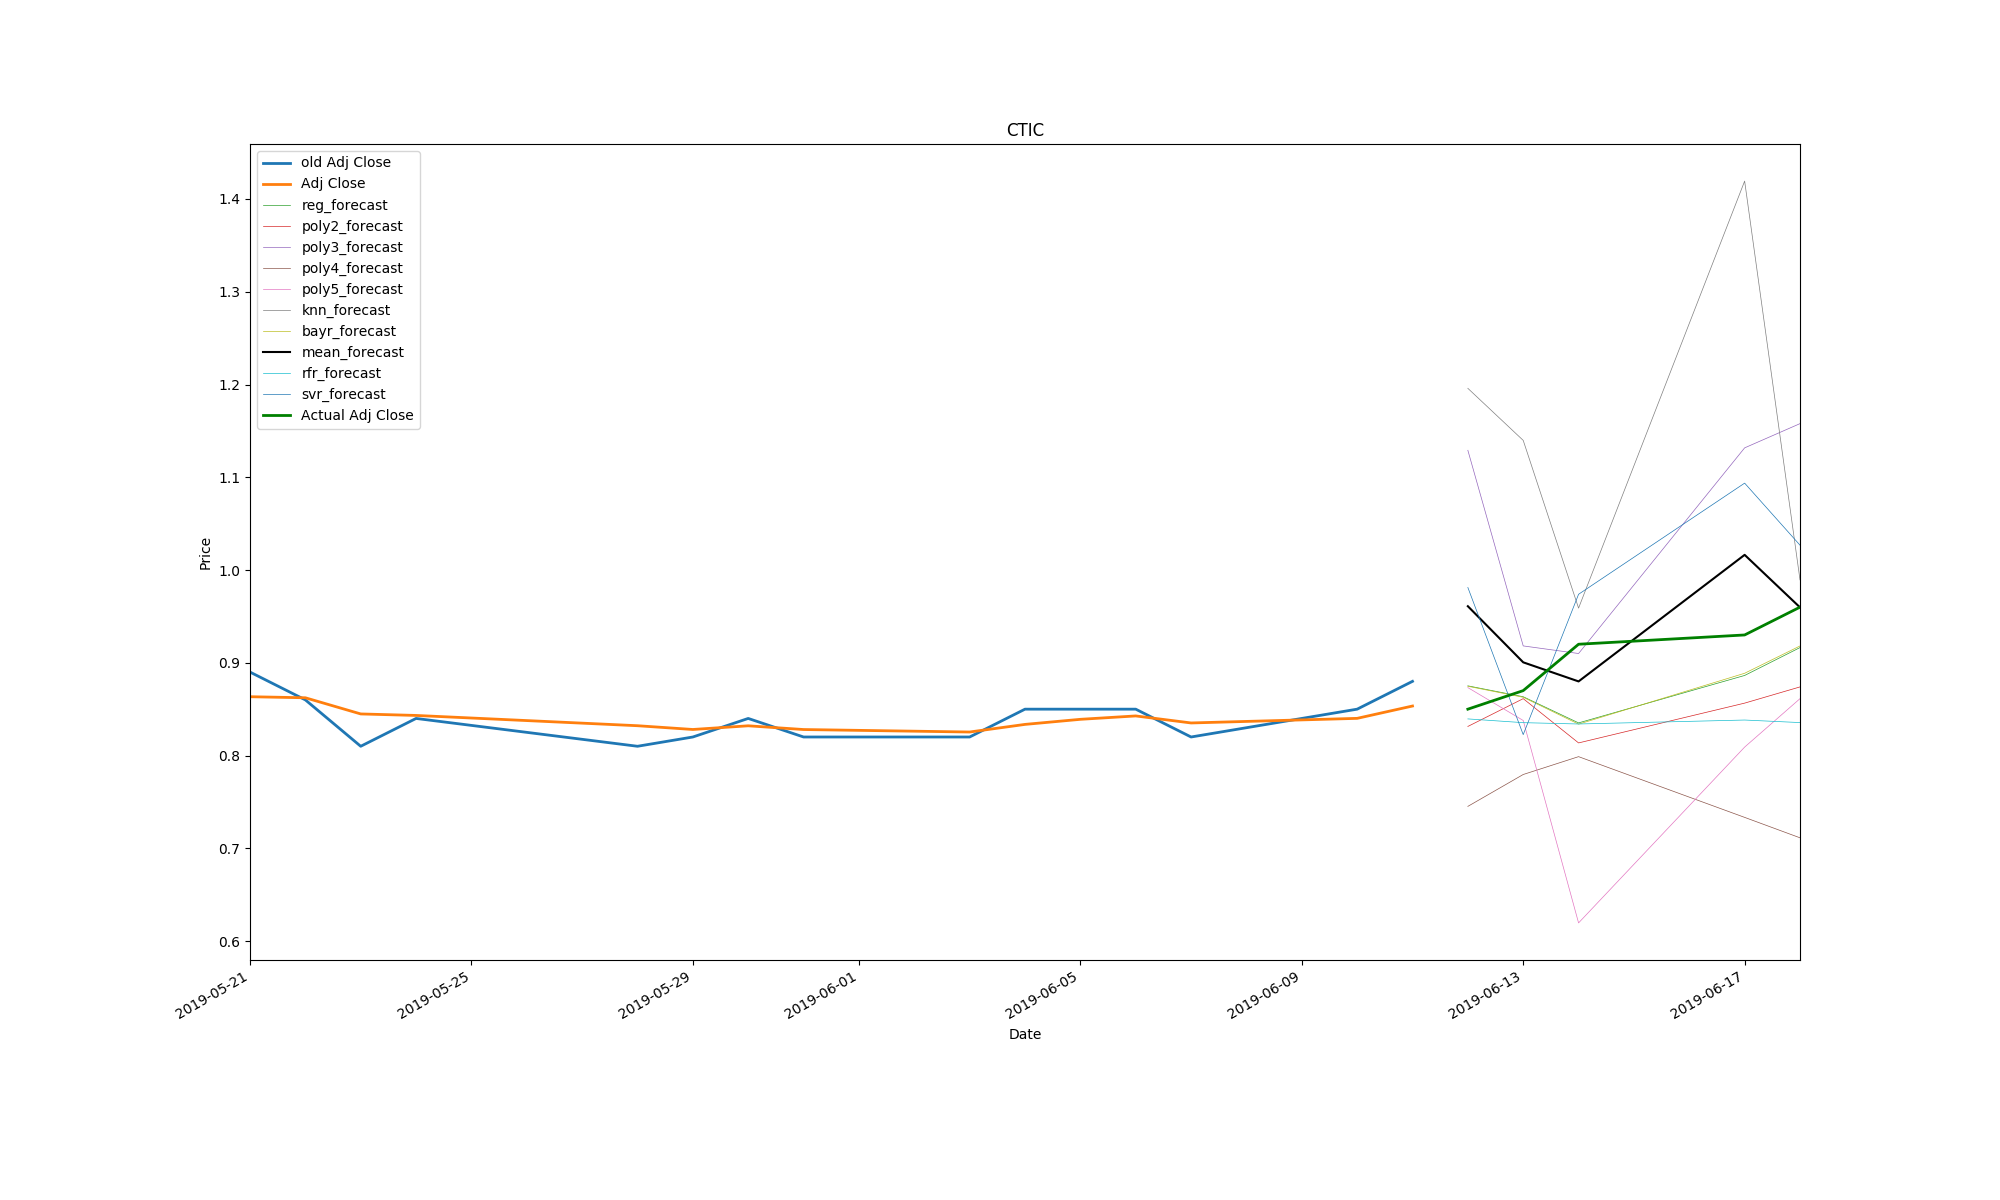 CTIC
old Adj Close
Adj Close
reg_forecast
poly2_forecast
poly3_forecast
poly4_forecast
poly5_forecast
knn_forecast
bayr_forecast
mean_forecast
rfr_forecast
svr_forecast
Actual Adj Close
1.4
1.3
1.2
1.1
1.0
0.9
0.8
0.7
0.6
Price
2019-05-21
2019-05-25
2019-05-29
2019-06-01
2019-06-05
2019-06-09
2019-06-13
2019-06-17
Date